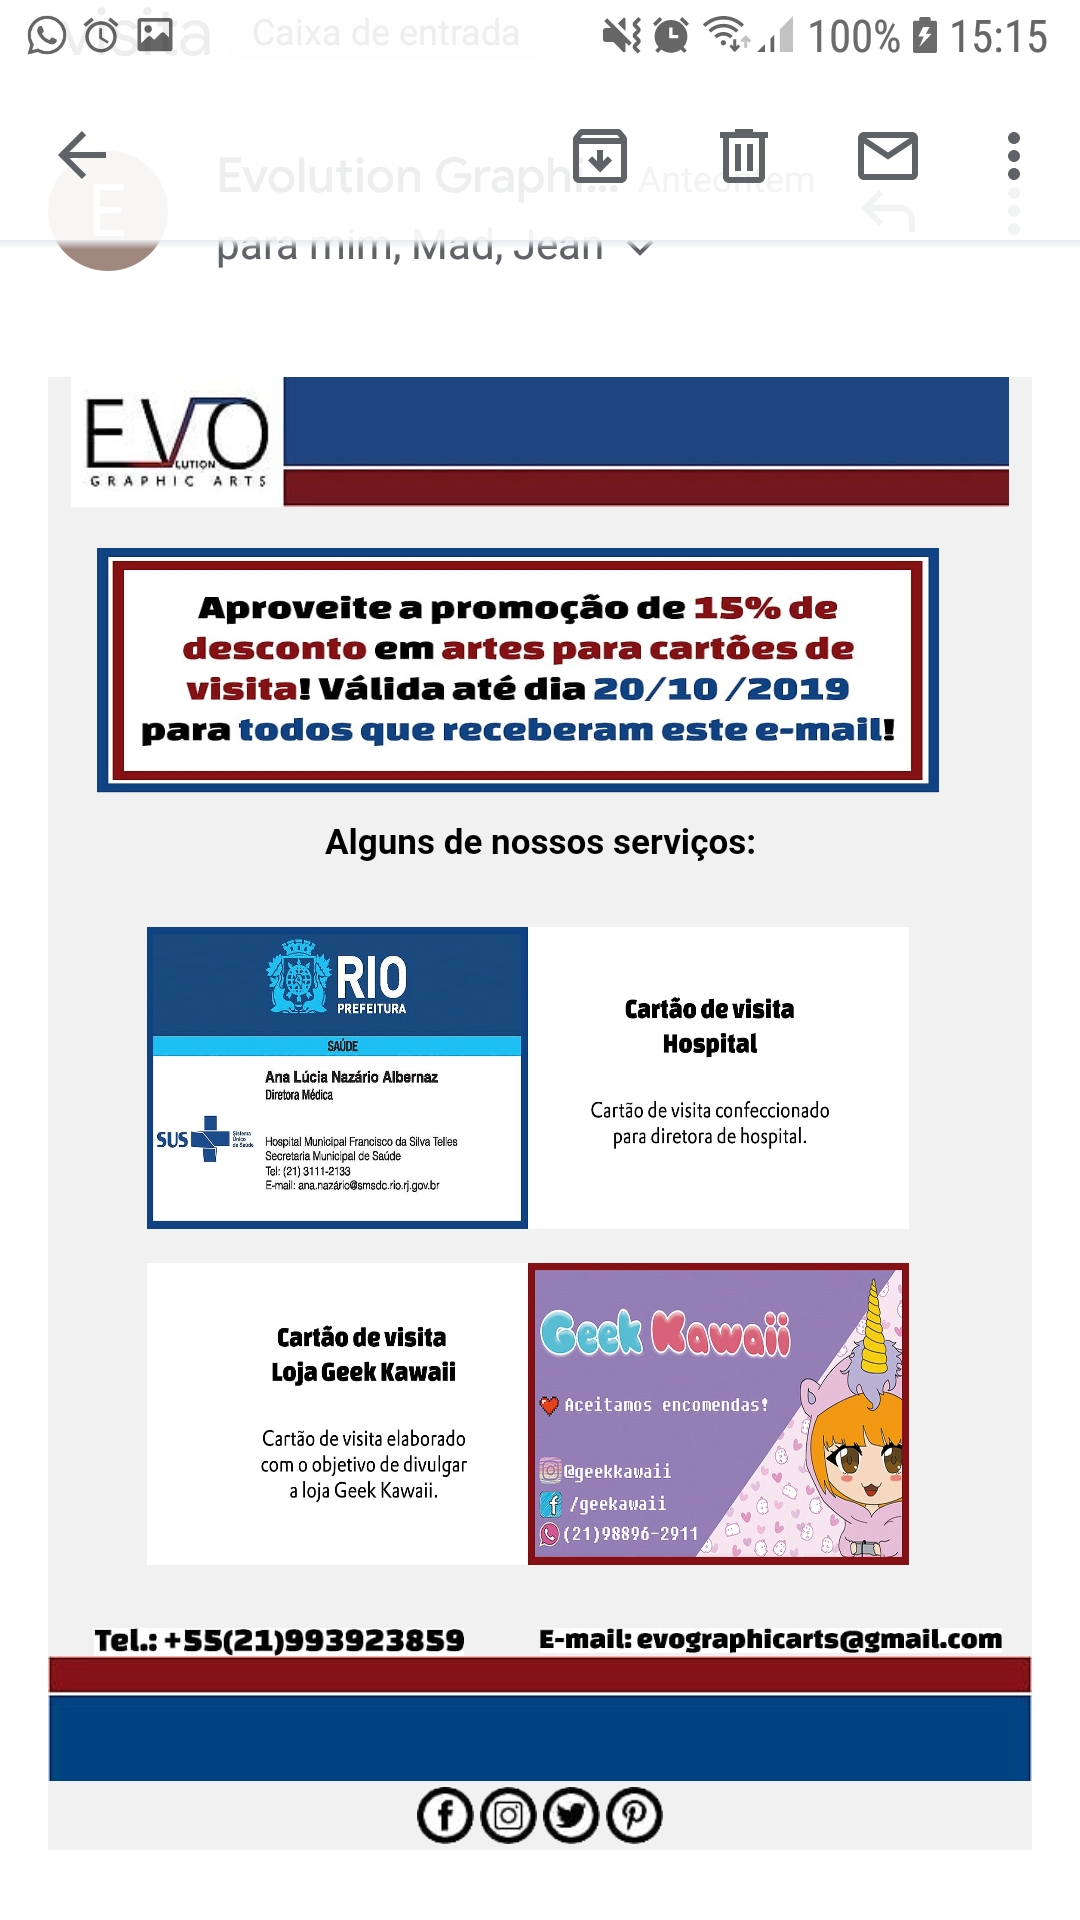 visita
Caixa de entrada
100%
15:15
E
Evolution Graphi...
Anteontem
para mim, Mad, Jean
EVO
LUTION
GRAPHIC ARTS
Aproveite a promoção de 15% de
desconto em artes para cartões de
visita! Válida até dia 20/10 /2019
para todos que receberam este e-mail!
Alguns de nossos serviços:
RIO
PREFEITURA
SAÚDE
Ana Lúcia Nazário Albernaz
Diretora Médica
SUS
Sistema
Único
de Saúde
Hospital Municipal Francisco da Silva Telles
Secretaria Municipal de Saúde
Tel: (21) 3111-2133
E-mail: ana.nazário@smsdc.rio.rj.gov.br
Cartão de visita
Hospital
Cartão de visita confeccionado
para diretora de hospital.
Cartão de visita
Loja Geek Kawaii
Cartão de visita elaborado
com o objetivo de divulgar
a loja Geek Kawaii.
Geek Kawaii
Aceitamos encomendas!
@geekkawaii
/geekawaii
(21)98896-2911
Tel.: +55(21)993923859
E-mail: evographicarts@gmail.com